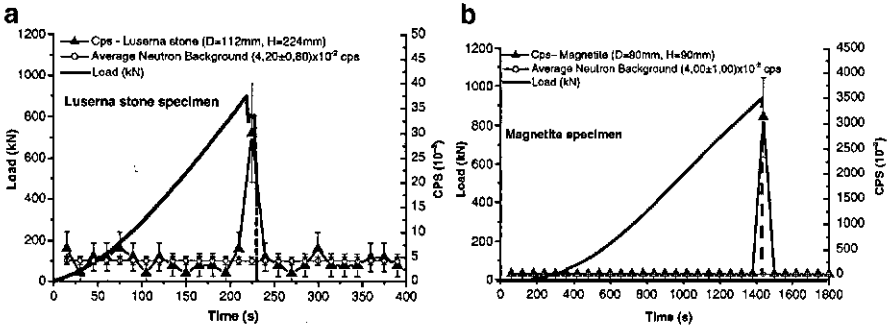 a
Cps - Luserna stone (D=112mm, H=224mm)
Average Neutron Background (4,20±0,80)x10⁻² cps
Load (kN)
Luserna stone specimen
1200
1000
800
600
400
200
0
Load (kN)
50
45
40
35
30
25
20
15
10
5
0
CPS (10⁻²)
0 50 100 150 200 250 300 350 400
Time (s)
b
Cps- Magnetite (D=90mm, H=90mm)
Average Neutron Background (4,00±1,00)x10⁻² cps
Load (kN)
Magnetite specimen
1200
1000
800
600
400
200
0
Load (kN)
4500
4000
3500
3000
2500
2000
1500
1000
500
0
CPS (10⁻²)
0 200 400 600 800 1000 1200 1400 1600 1800
Time (s)